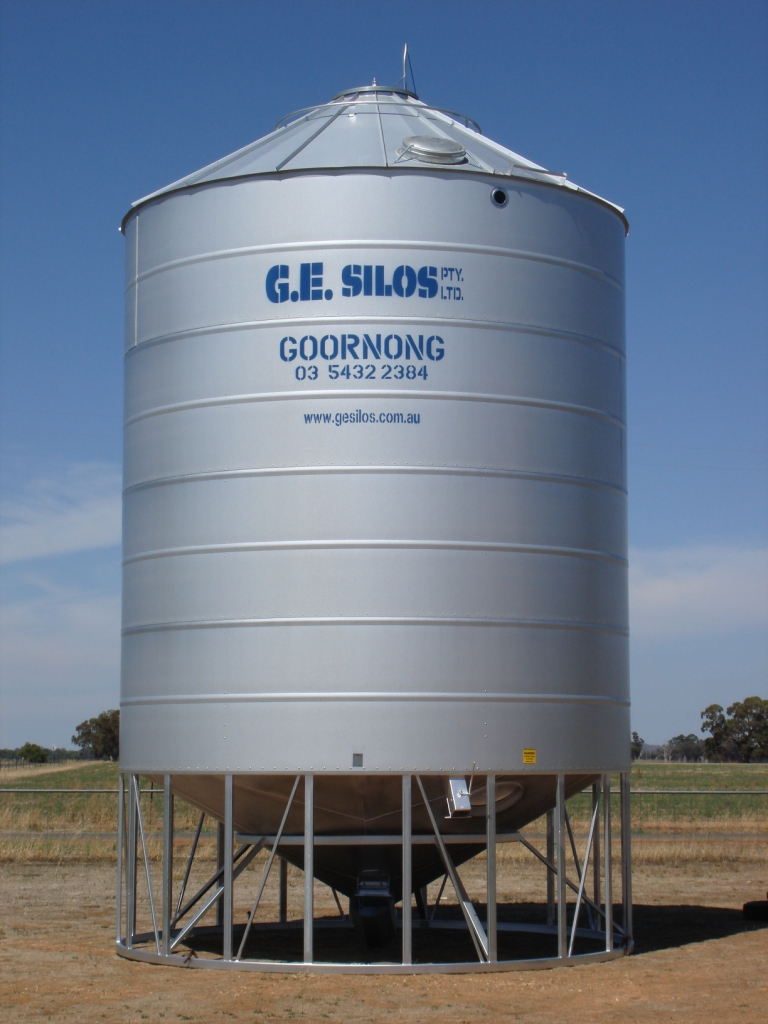 G.E. SILOS PTY. LTD.
GOORNONG
03 5432 2384
www.gesilos.com.au